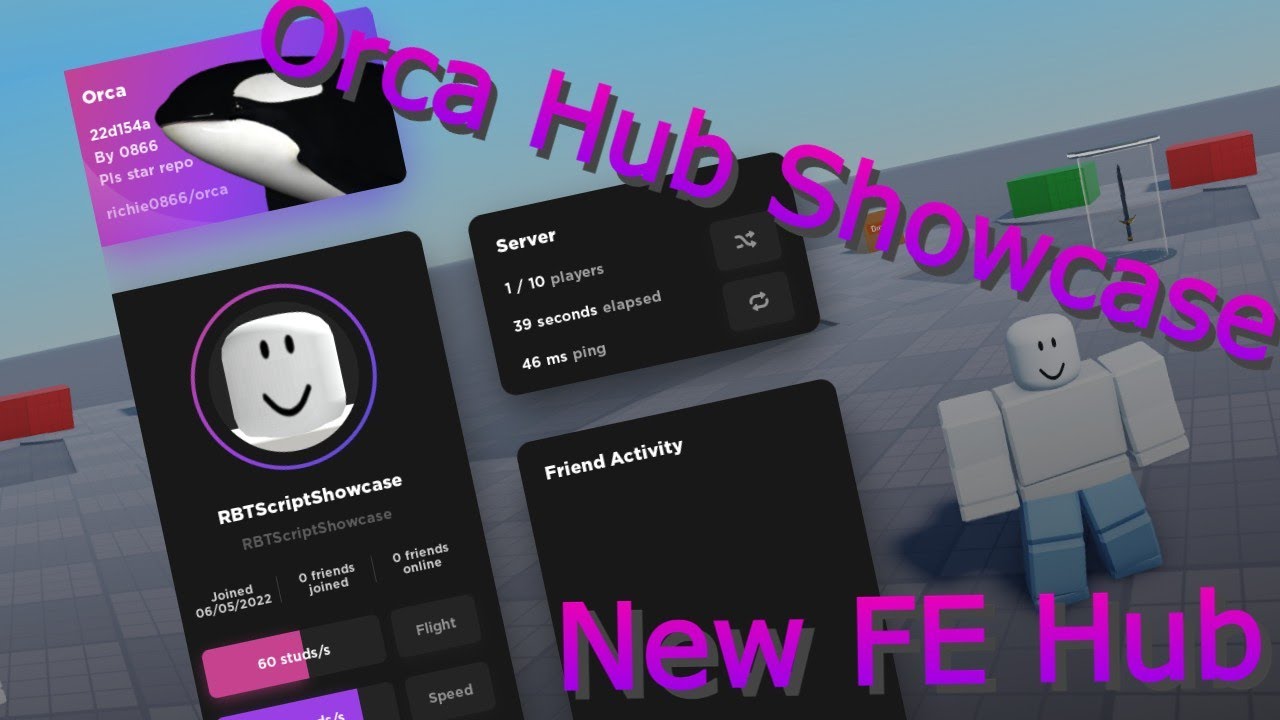 Orca Hub Showcase
Orca
22d154a
By 0866
Pls star repo
richie0866/orca
Server
1 / 10 players
39 seconds elapsed
46 ms ping
Friend Activity
RBTScriptShowcase
RBTScriptShowcase
Joined
06/05/2022
0 friends
joined
0 friends
online
60 studs/s
Flight
Speed
New FE Hub